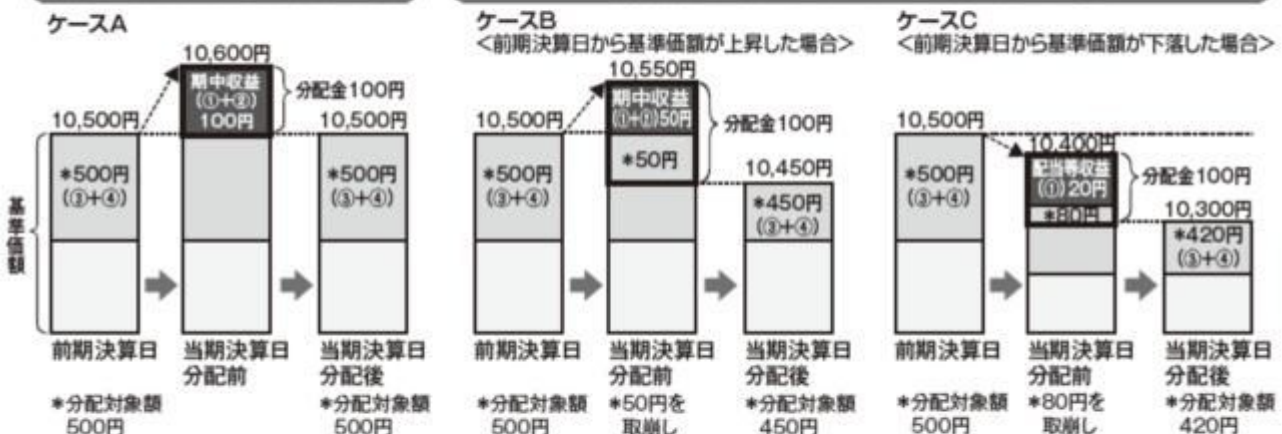 ケースA
10,600円
期中収益
(①+②)
100円
分配金100円
10,500円
10,500円
*500円
(③+④)
*500円
(③+④)
基準価額
前期決算日
当期決算日
分配前
当期決算日
分配後
*分配対象額
500円
*分配対象額
500円
ケースB
<前期決算日から基準価額が上昇した場合>
10,550円
期中収益
(①+②)50円
分配金100円
10,500円
*50円
10,450円
*500円
(③+④)
*450円
(③+④)
前期決算日
当期決算日
分配前
当期決算日
分配後
*分配対象額
500円
*50円を
取崩し
*分配対象額
450円
ケースC
<前期決算日から基準価額が下落した場合>
10,500円
10,400円
配当等収益
(①)20円
分配金100円
*80円
10,300円
*500円
(③+④)
*420円
(③+④)
前期決算日
当期決算日
分配前
当期決算日
分配後
*分配対象額
500円
*80円を
取崩し
*分配対象額
420円